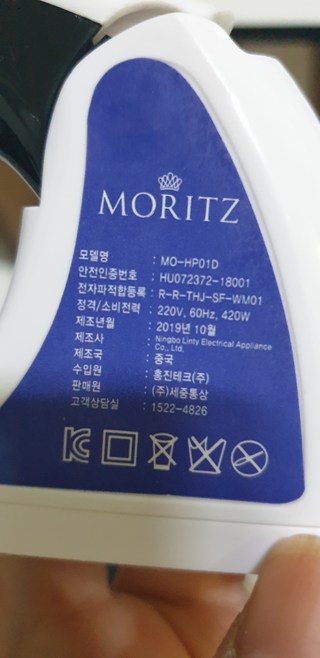 MORITZ
모델명 : MO-HP01D
안전인증번호 : HU072372-18001
전자파적합등록 : R-R-THJ-SF-WM01
정격/소비전력 : 220V, 60Hz, 420W
제조년월 : 2019년 10월
제조사 : Ningbo Linty Electrical Appliance
Co., Ltd.
제조국 : 중국
수입원 : 홍진테크(주)
판매원 : (주)세중통상
고객상담실 : 1522-4826